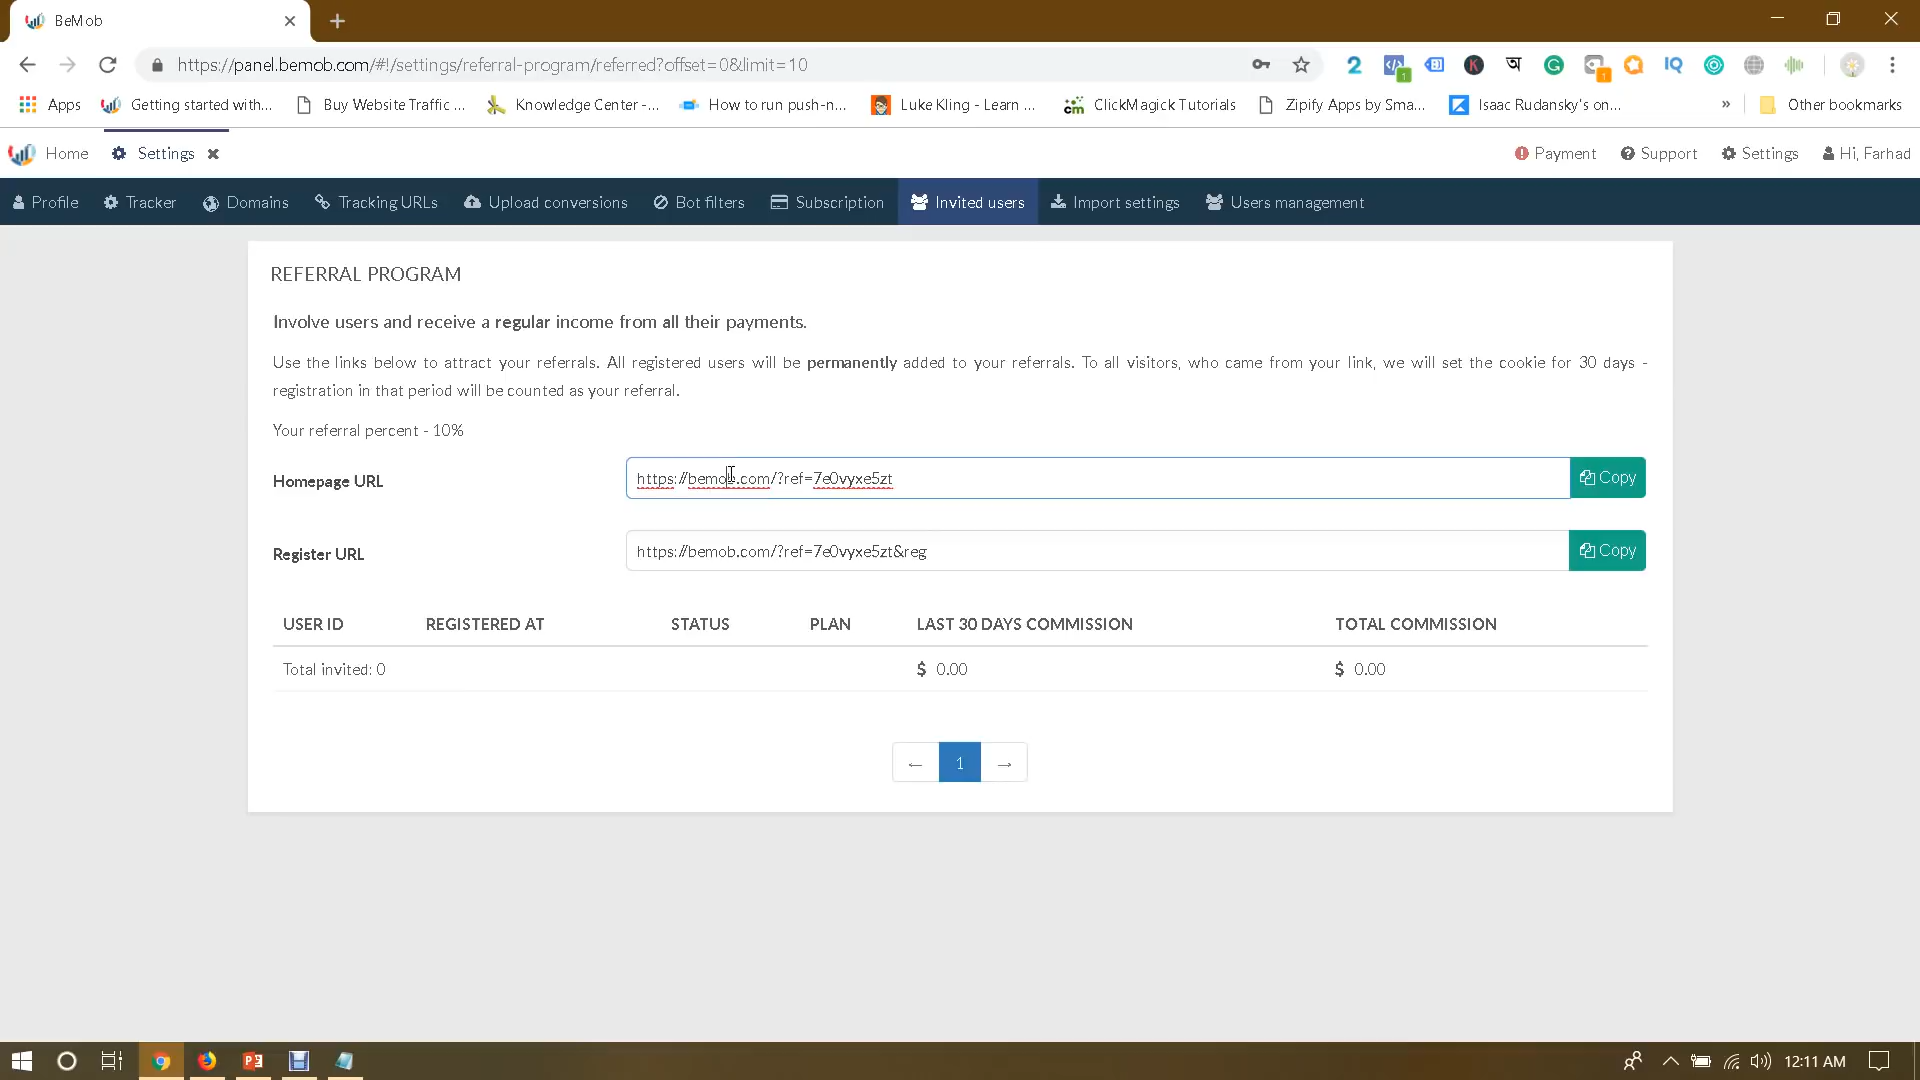 BeMob
https://panel.bemob.com/#!/settings/referral-program/referred?offset=0&limit=10
Apps Getting started with... Buy Website Traffic ... Knowledge Center -... How to run push-n... Luke Kling - Learn ... ClickMagick Tutorials Zipify Apps by Sma... Isaac Rudansky's on... » Other bookmarks
Home Settings Payment Support Settings Hi, Farhad
Profile Tracker Domains Tracking URLs Upload conversions Bot filters Subscription Invited users Import settings Users management
REFERRAL PROGRAM
Involve users and receive a regular income from all their payments.
Use the links below to attract your referrals. All registered users will be permanently added to your referrals. To all visitors, who came from your link, we will set the cookie for 30 days -
registration in that period will be counted as your referral.
Your referral percent - 10%
Homepage URL https://bemob.com/?ref=7e0vyxe5zt Copy
Register URL https://bemob.com/?ref=7e0vyxe5zt&reg Copy
USER ID REGISTERED AT STATUS PLAN LAST 30 DAYS COMMISSION TOTAL COMMISSION
Total invited: 0 $ 0.00 $ 0.00
← 1 →
12:11 AM